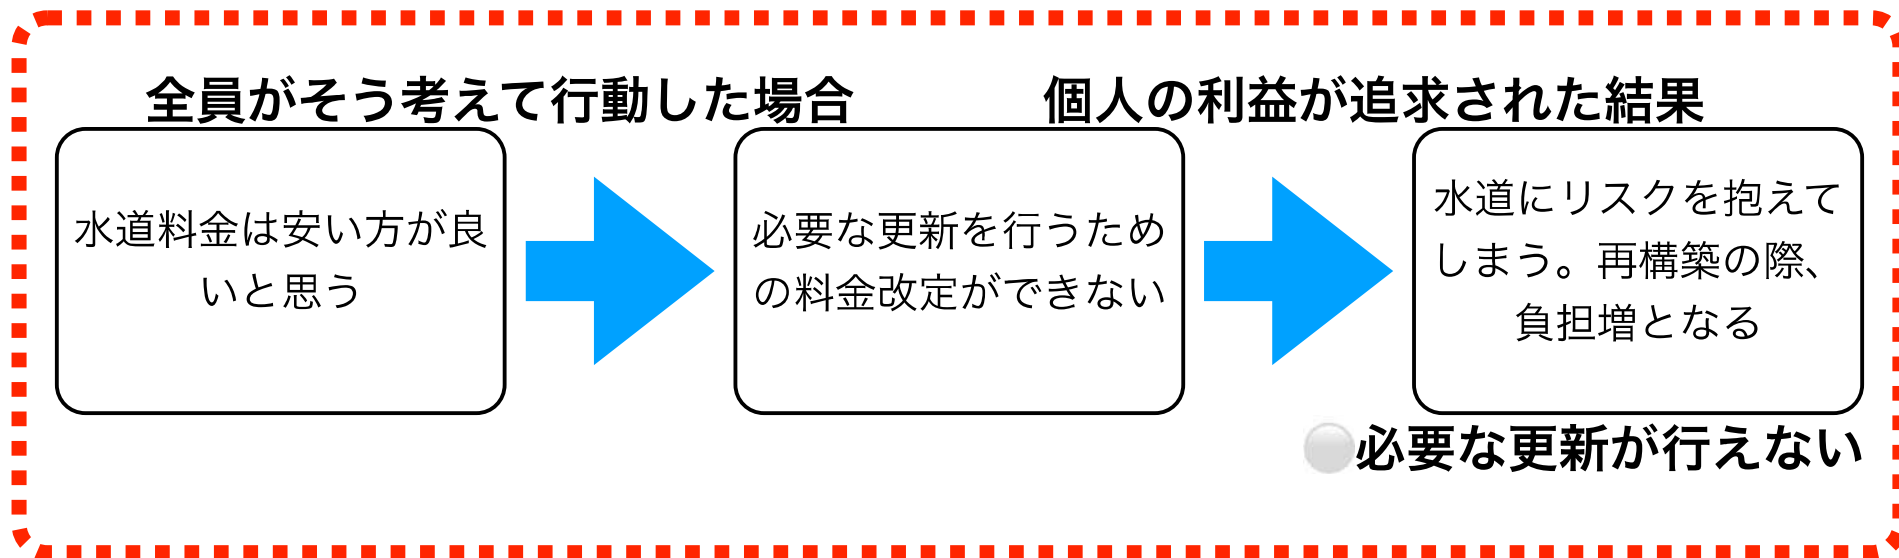 全員がそう考えて行動した場合
個人の利益が追求された結果
水道料金は安い方が良
いと思う
必要な更新を行うため
の料金改定ができない
水道にリスクを抱えて
しまう。再構築の際、
負担増となる
⚪必要な更新が行えない